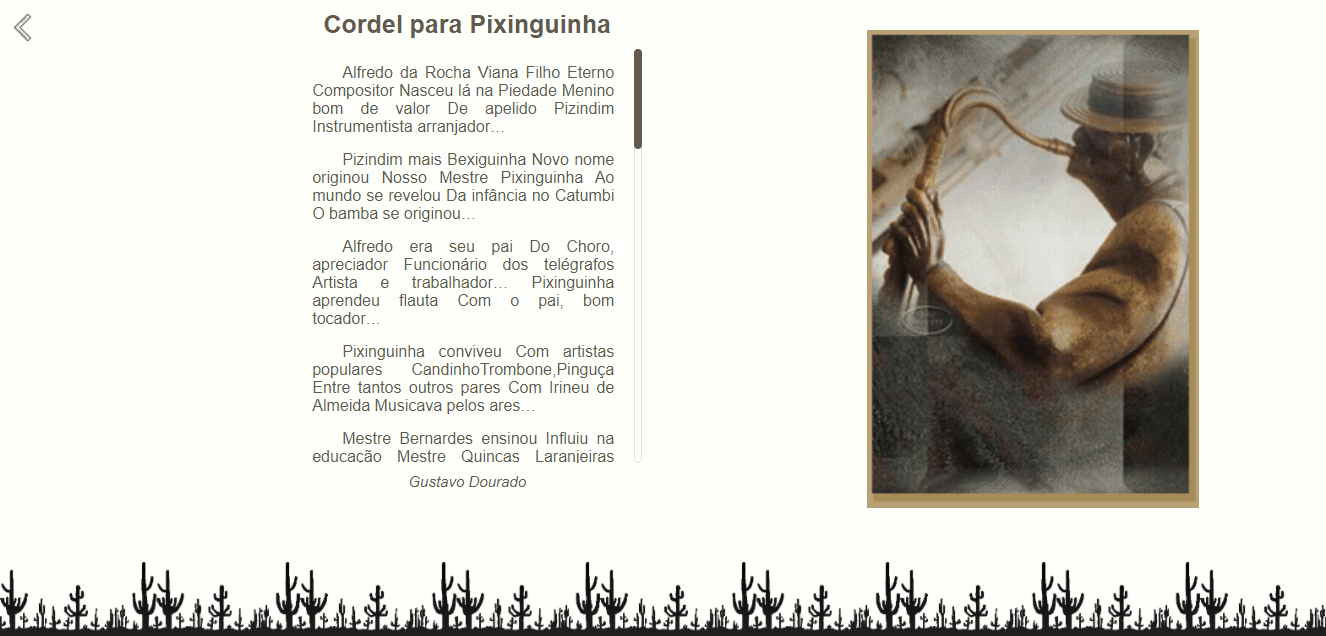 Cordel para Pixinguinha
Alfredo da Rocha Viana Filho Eterno
Compositor Nasceu lá na Piedade Menino
bom de valor De apelido Pizindim
Instrumentista arranjador…
Pizindim mais Bexiguinha Novo nome
originou Nosso Mestre Pixinguinha Ao
mundo se revelou Da infância no Catumbi
O bamba se originou…
Alfredo era seu pai Do Choro,
apreciador Funcionário dos telégrafos
Artista e trabalhador… Pixinguinha
aprendeu flauta Com o pai, bom
tocador…
Pixinguinha conviveu Com artistas
populares CandinhoTrombone,Pinguça
Entre tantos outros pares Com Irineu de
Almeida Musicava pelos ares…
Mestre Bernardes ensinou Influiu na
educação Mestre Quincas Laranjeiras
Gustavo Dourado